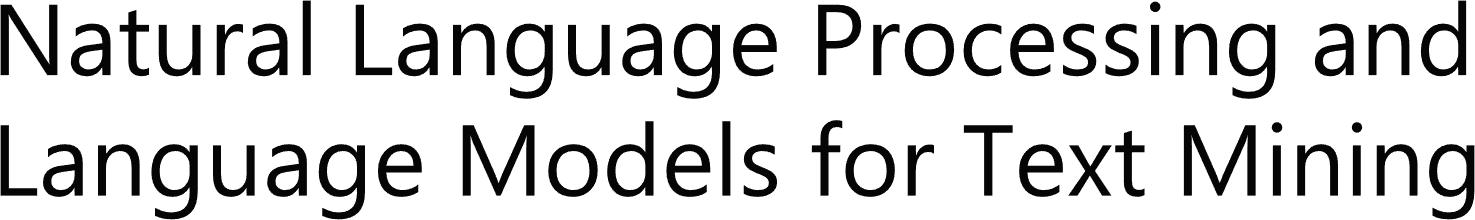 Natural Language Processing and
Language Models for Text Mining